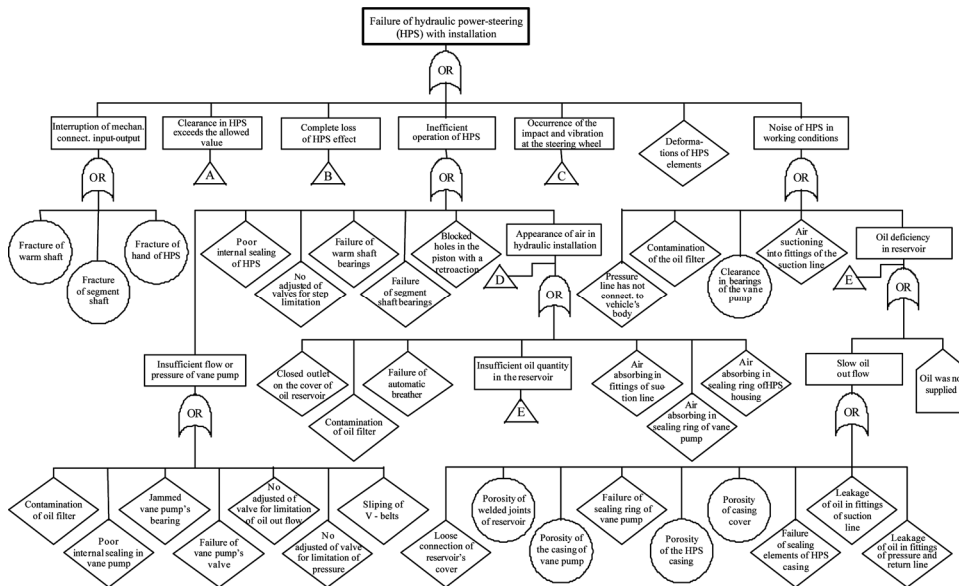 Failure of hydraulic power-steering
(HPS) with installation
OR
Interruption of mechan.
connect. input-output
Clearance in HPS
exceeds the allowed
value
Complete loss
of HPS effect
Inefficient
operation of HPS
Occurrence of the
impact and vibration
at the steering wheel
Deforma-
tions of HPS
elements
Noise of HPS in
working conditions
OR
A
B
OR
C
OR
Fracture of
warm shaft
Fracture of
segment
shaft
Fracture of
hand of HPS
Poor
internal sealing
of HPS
No
adjusted of
valves for step
limitation
Failure of
warm shaft
bearings
Failure of
segment
shaft bearings
Blocked
holes in the
piston with a
retroaction
Appearance of air in
hydraulic installation
D
OR
Pressure
line has not
connect. to
vehicle's
body
Contamination
of the oil filter
Clearance
in bearings
of the vane
pump
Air
suctioning
into fittings of the
suction line
Oil deficiency
in reservoir
E
OR
Insufficient flow or
pressure of vane pump
OR
Closed outlet
on the cover of
oil reservoir
Contamination
of oil filter
Failure of
automatic
breather
Insufficient oil quantity
in the reservoir
E
Air
absorbing in
fittings of suc
tion line
Air
absorbing in
sealing ring of vane
pump
Air
absorbing in
sealing ring of HPS
housing
Slow oil
out flow
OR
Oil was no
supplied
Contamination
of oil filter
Poor
internal sealing in
vane pump
Jammed
vane pump's
bearing
Failure of
vane pump's
valve
No
adjusted of
valve for limitation
of oil out flow
No
adjusted of valve
for limitation of
pressure
Sliping of
V - belts
Loose
connection of
reservoir's
cover
Porosity of
welded joints
of reservoir
Porosity of
the casing of
vane pump
Failure of
sealing ring of
vane pump
Porosity of
the HPS
casing
Porosity
of casing
cover
Failure of
sealing
elements of HPS
casing
Leakage
of oil in fittings
of suction
line
Leakage
of oil in fittings
of pressure and
return line